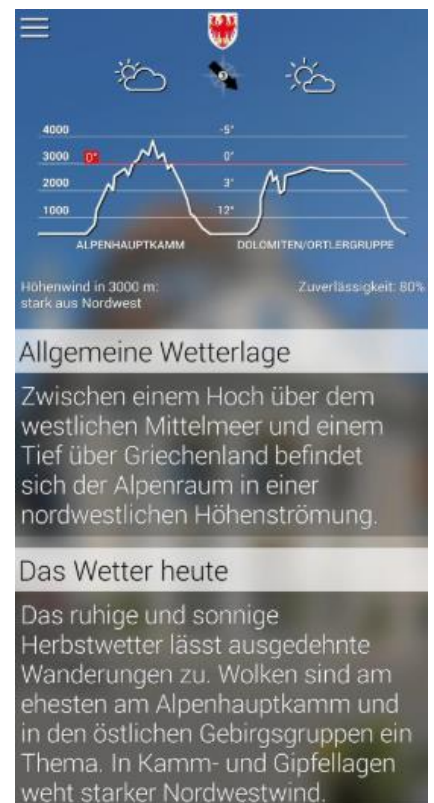 4000 -5°
3000 0° 0°
2000 3°
1000 12°
ALPENHAUPTKAMM DOLOMITEN/ORTLERGRUPPE
Höhenwind in 3000 m: Zuverlässigkeit: 80%
stark aus Nordwest
Allgemeine Wetterlage
Zwischen einem Hoch über dem
westlichen Mittelmeer und einem
Tief über Griechenland befindet
sich der Alpenraum in einer
nordwestlichen Höhenströmung.
Das Wetter heute
Das ruhige und sonnige
Herbstwetter lässt ausgedehnte
Wanderungen zu. Wolken sind am
ehesten am Alpenhauptkamm und
in den östlichen Gebirgsgruppen ein
Thema. In Kamm- und Gipfellagen
weht starker Nordwestwind.